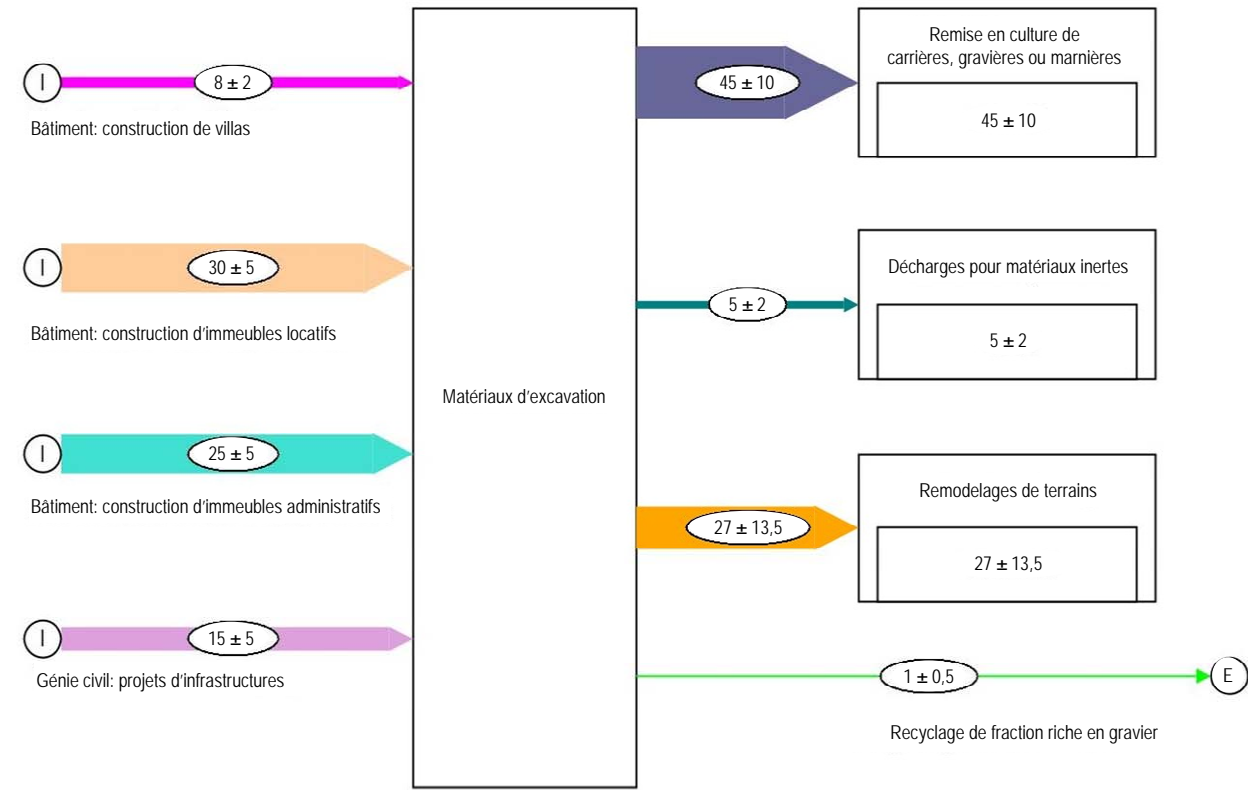 I
8 ± 2
Bâtiment: construction de villas
I
30 ± 5
Bâtiment: construction d'immeubles locatifs
I
25 ± 5
Bâtiment: construction d'immeubles administratifs
I
15 ± 5
Génie civil: projets d'infrastructures
Matériaux d'excavation
45 ± 10
Remise en culture de
carrières, gravières ou marnières
45 ± 10
5 ± 2
Décharges pour matériaux inertes
5 ± 2
27 ± 13,5
Remodelages de terrains
27 ± 13,5
1 ± 0,5
E
Recyclage de fraction riche en gravier